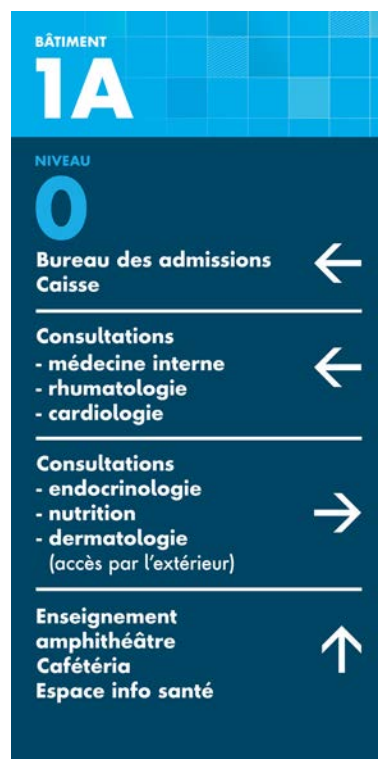 BÂTIMENT
1A
NIVEAU
0
Bureau des admissions
Caisse
Consultations
- médecine interne
- rhumatologie
- cardiologie
Consultations
- endocrinologie
- nutrition
- dermatologie
(accès par l'extérieur)
Enseignement
amphithéâtre
Cafétéria
Espace info santé